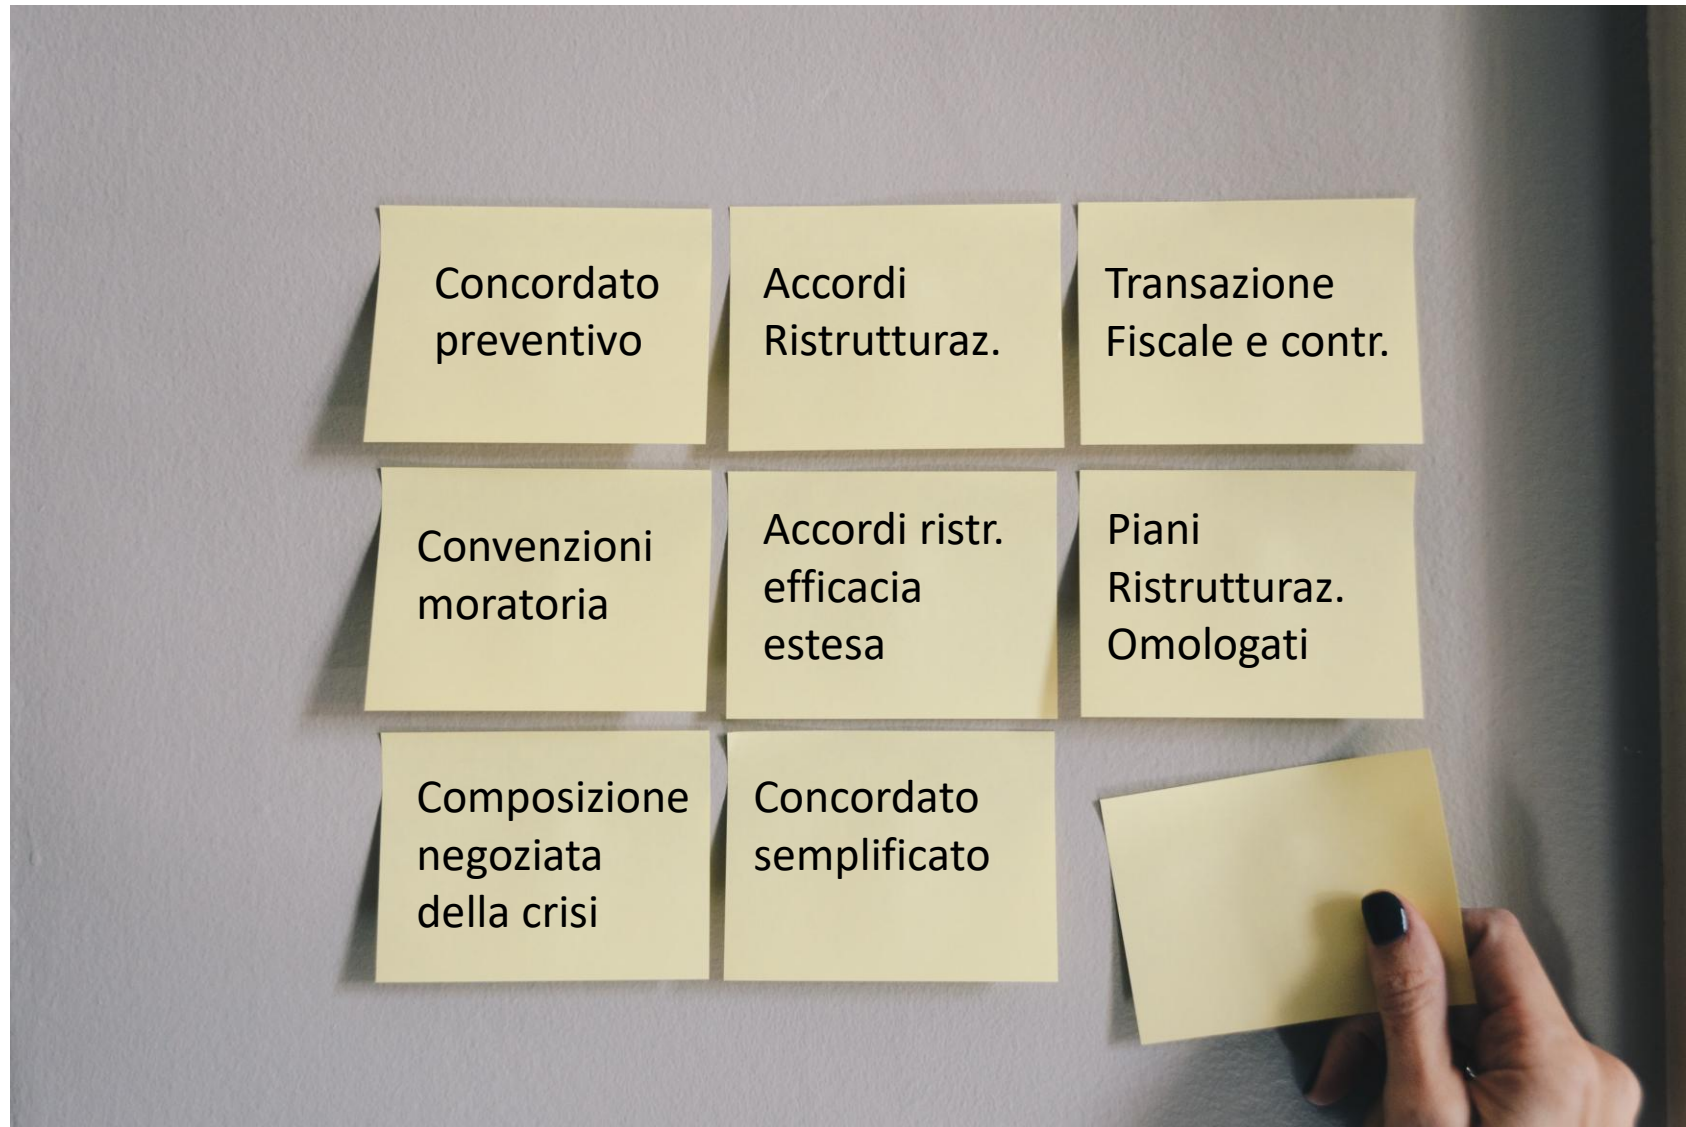 Concordato
preventivo
Accordi
Ristrutturaz.
Transazione
Fiscale e contr.
Convenzioni
moratoria
Accordi ristr.
efficacia
estesa
Piani
Ristrutturaz.
Omologati
Composizione
negoziata
della crisi
Concordato
semplificato